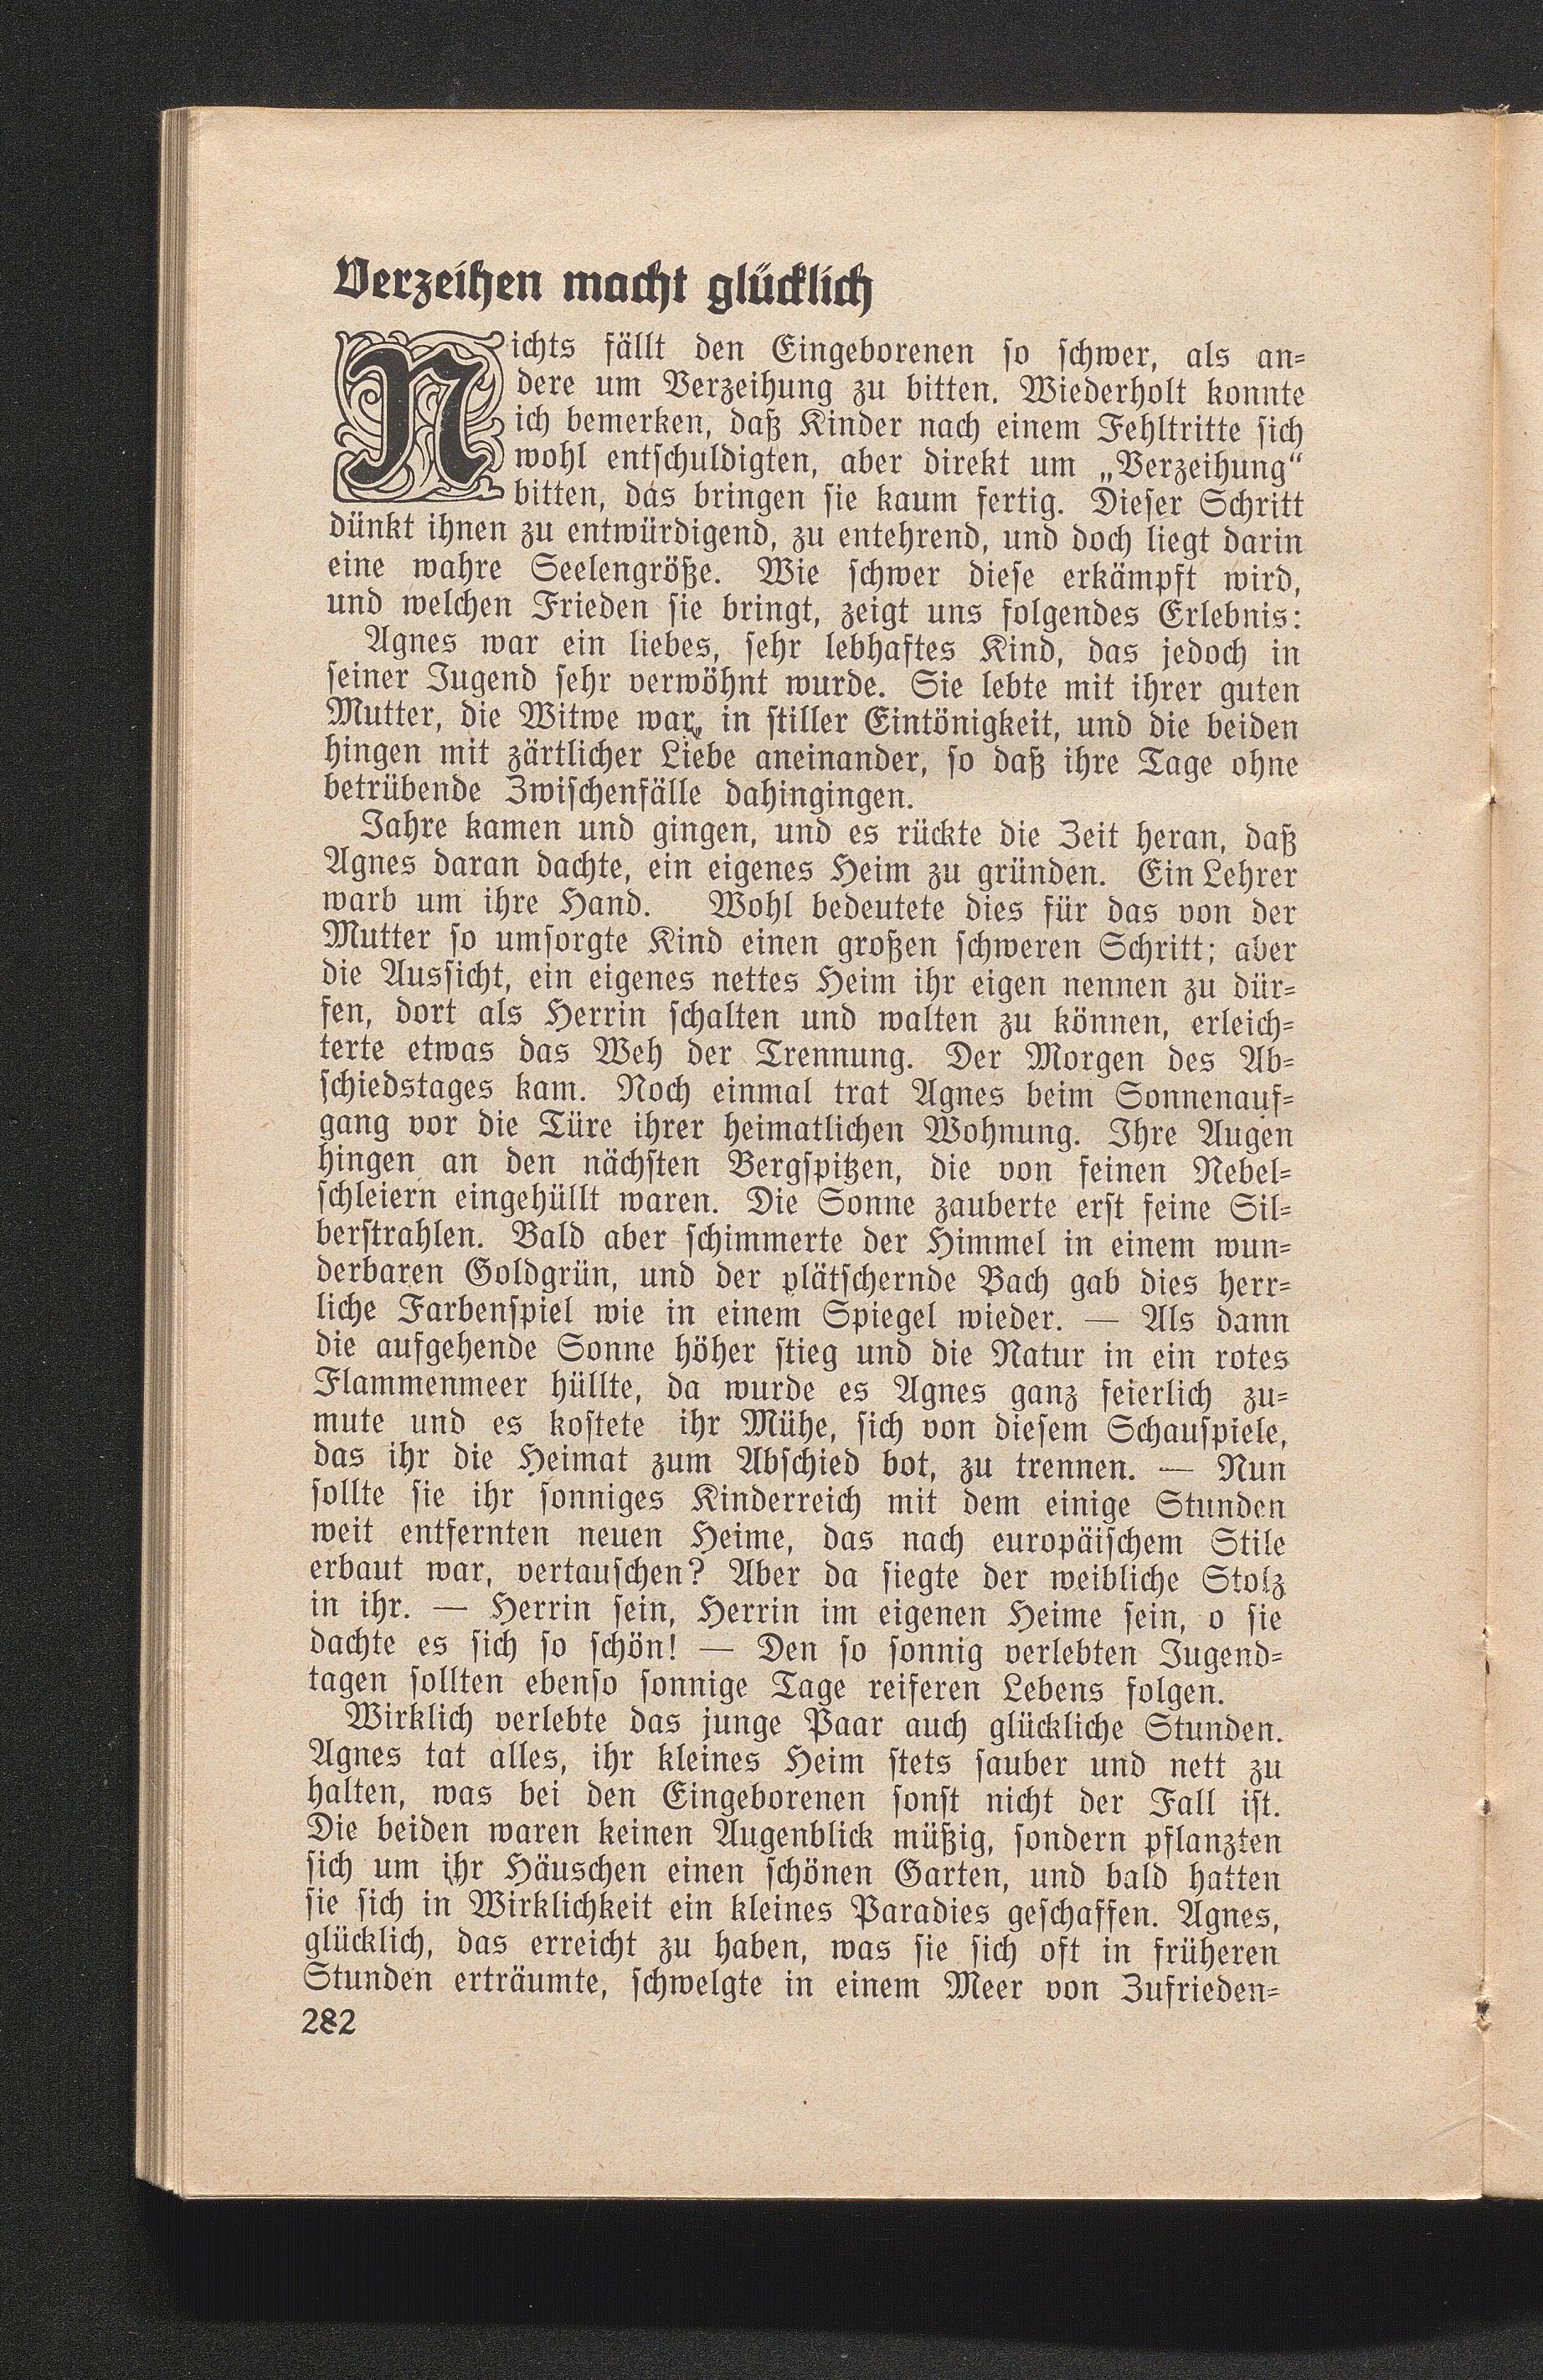 Verzeihen macht glücklich
Nichts fällt den Eingeborenen so schwer, als an-
dere um Verzeihung zu bitten. Wiederholt konnte
ich bemerken, daß Kinder nach einem Fehltritte sich
wohl entschuldigten, aber direkt um „Verzeihung“
bitten, das bringen sie kaum fertig. Dieser Schritt
dünkt ihnen zu entwürdigend, zu entehrend, und doch liegt darin
eine wahre Seelengröße. Wie schwer diese erkämpft wird,
und welchen Frieden sie bringt, zeigt uns folgendes Erlebnis:
Agnes war ein liebes, sehr lebhaftes Kind, das jedoch in
seiner Jugend sehr verwöhnt wurde. Sie lebte mit ihrer guten
Mutter, die Witwe war, in stiller Eintönigkeit, und die beiden
hingen mit zärtlicher Liebe aneinander, so daß ihre Tage ohne
betrübende Zwischenfälle dahingingen.
Jahre kamen und gingen, und es rückte die Zeit heran, daß
Agnes daran dachte, ein eigenes Heim zu gründen. Ein Lehrer
warb um ihre Hand. Wohl bedeutete dies für das von der
Mutter so umsorgte Kind einen großen schweren Schritt; aber
die Aussicht, ein eigenes nettes Heim ihr eigen nennen zu dür-
fen, dort als Herrin schalten und walten zu können, erleich-
terte etwas das Weh der Trennung. Der Morgen des Ab-
schiedstages kam. Noch einmal trat Agnes beim Sonnenauf-
gang vor die Türe ihrer heimatlichen Wohnung. Ihre Augen
hingen an den nächsten Bergspitzen, die von feinen Nebel-
schleiern eingehüllt waren. Die Sonne zauberte erst feine Sil-
berstrahlen. Bald aber schimmerte der Himmel in einem wun-
derbaren Goldgrün, und der plätschernde Bach gab dies herr-
liche Farbenspiel wie in einem Spiegel wieder. — Als dann
die aufgehende Sonne höher stieg und die Natur in ein rotes
Flammenmeer hüllte, da wurde es Agnes ganz feierlich zu-
mute und es kostete ihr Mühe, sich von diesem Schauspiele,
das ihr die Heimat zum Abschied bot, zu trennen. — Nun
sollte sie ihr sonniges Kinderreich mit dem einige Stunden
weit entfernten neuen Heime, das nach europäischem Stile
erbaut war, vertauschen? Aber da siegte der weibliche Stolz
in ihr. — Herrin sein, Herrin im eigenen Heime sein, o sie
dachte es sich so schön! — Den so sonnig verlebten Jugend-
tagen sollten ebenso sonnige Tage reiferen Lebens folgen.
Wirklich verlebte das junge Paar auch glückliche Stunden.
Agnes tat alles, ihr kleines Heim stets sauber und nett zu
halten, was bei den Eingeborenen sonst nicht der Fall ist.
Die beiden waren keinen Augenblick müßig, sondern pflanzten
sich um ihr Häuschen einen schönen Garten, und bald hatten
sie sich in Wirklichkeit ein kleines Paradies geschaffen. Agnes,
glücklich, das erreicht zu haben, was sie sich oft in früheren
Stunden erträumte, schwelgte in einem Meer von Zufrieden-
282